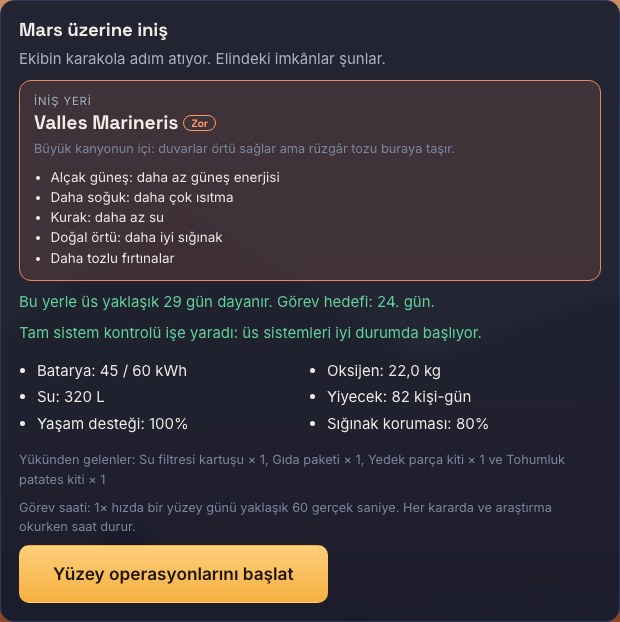 Mars üzerine iniş
Ekibin karakola adım atıyor. Elindeki imkânlar şunlar.
İNİŞ YERİ
Valles Marineris Zor
Büyük kanyonun içi: duvarlar örtü sağlar ama rüzgâr tozu buraya taşır.
• Alçak güneş: daha az güneş enerjisi
• Daha soğuk: daha çok ısıtma
• Kurak: daha az su
• Doğal örtü: daha iyi sığınak
• Daha tozlu fırtınalar
Bu yerle üs yaklaşık 29 gün dayanır. Görev hedefi: 24. gün.
Tam sistem kontrolü işe yaradı: üs sistemleri iyi durumda başlıyor.
• Batarya: 45 / 60 kWh
• Oksijen: 22,0 kg
• Su: 320 L
• Yiyecek: 82 kişi-gün
• Yaşam desteği: 100%
• Sığınak koruması: 80%
Yükünden gelenler: Su filtresi kartuşu × 1, Gıda paketi × 1, Yedek parça kiti × 1 ve Tohumluk
patates kiti × 1
Görev saati: 1× hızda bir yüzey günü yaklaşık 60 gerçek saniye. Her kararda ve araştırma
okurken saat durur.
Yüzey operasyonlarını başlat